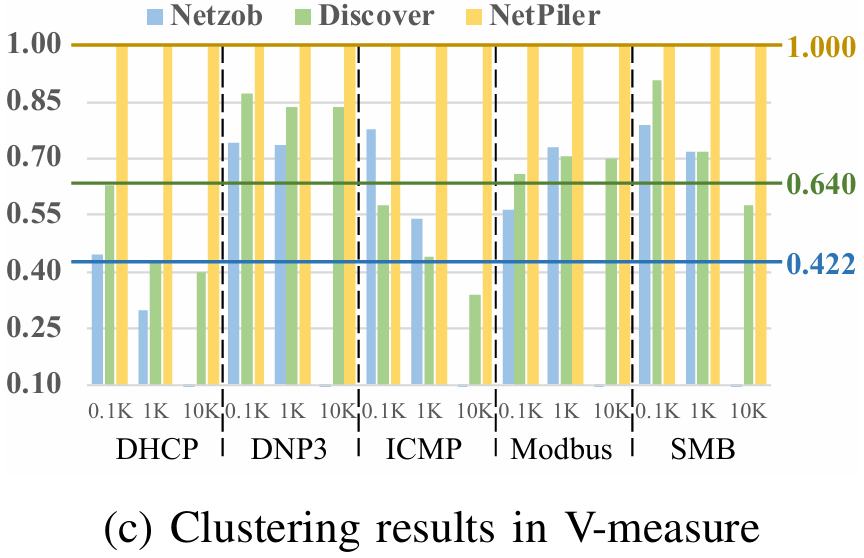 Netzob Discover NetPiler
1.00 1.000
0.85
0.70
0.640
0.55
0.40 0.422
0.25
0.10
0.1K 1K 10K 0.1K 1K 10K 0.1K 1K 10K 0.1K 1K 10K 0.1K 1K 10K
DHCP DNP3 ICMP Modbus SMB
(c) Clustering results in V-measure